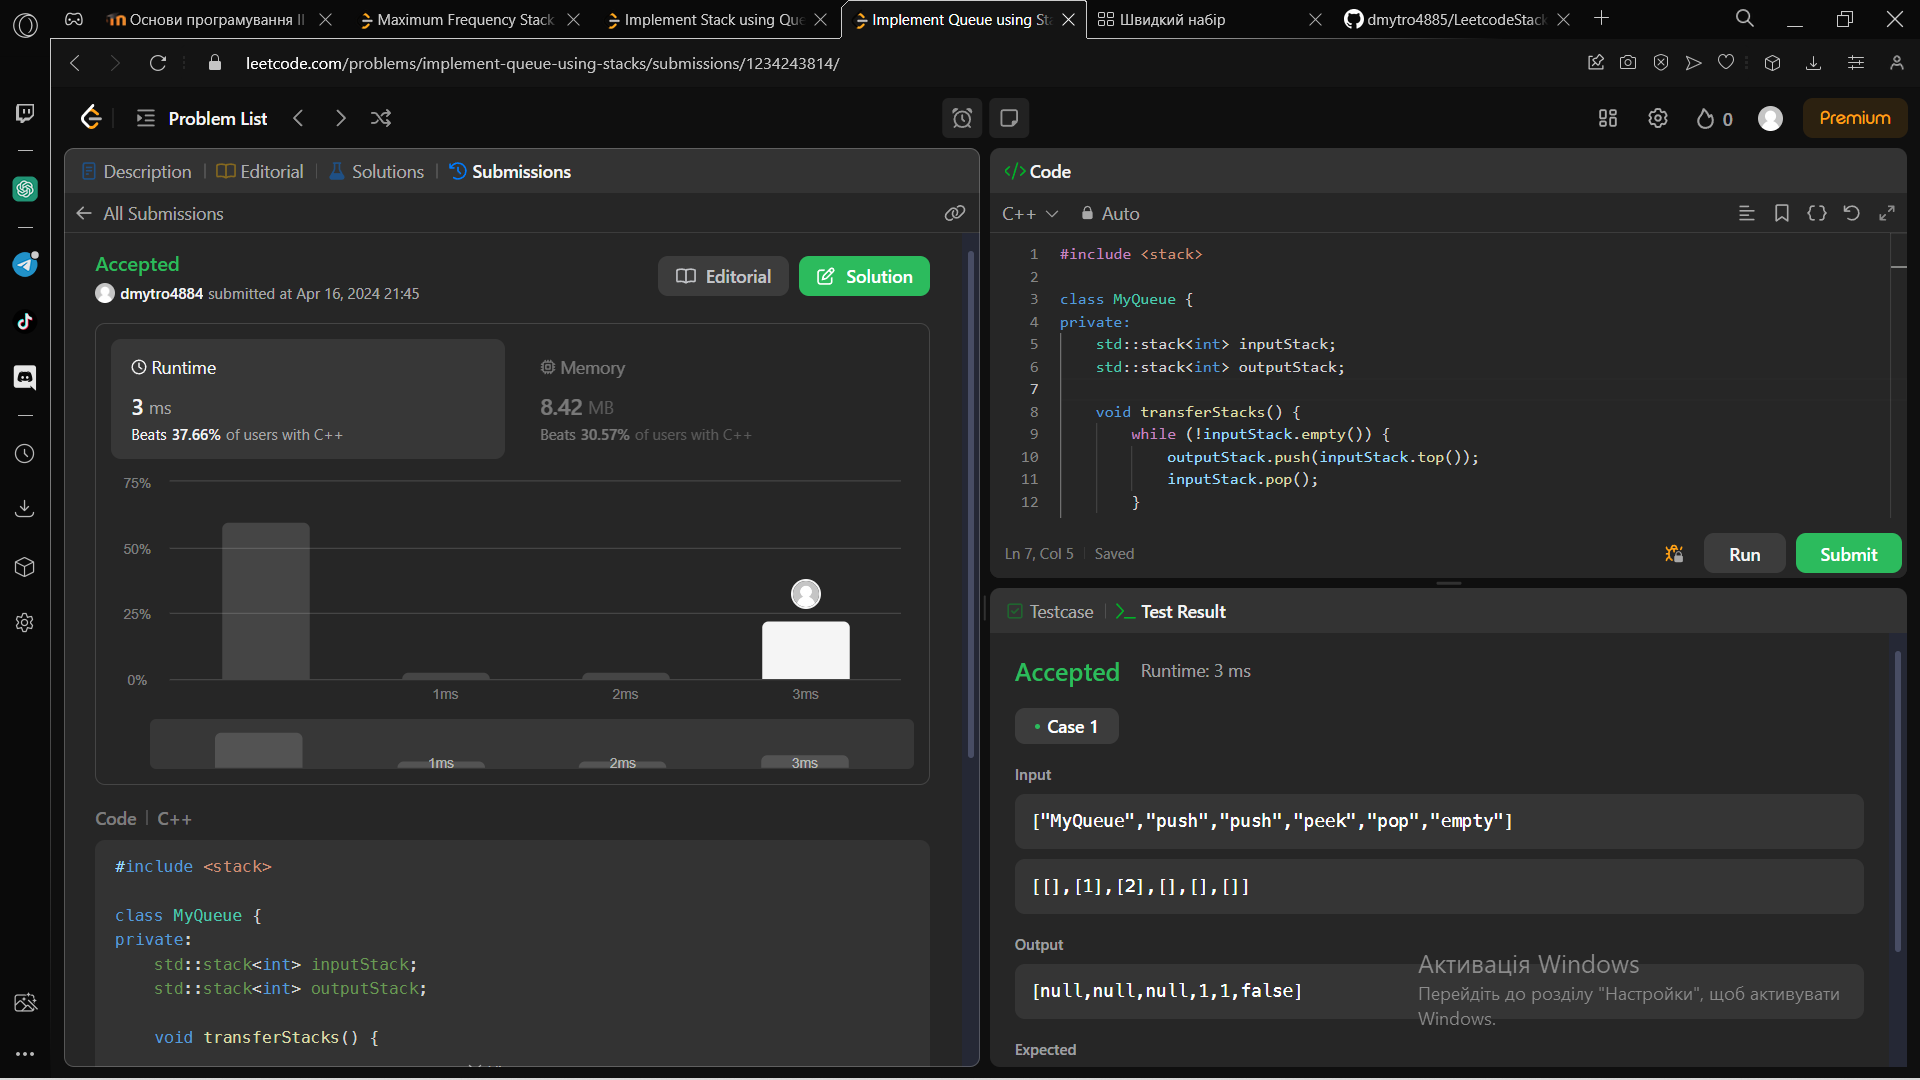 Основи програмування II
Maximum Frequency Stack
Implement Stack using Que
Implement Queue using Sta
Швидкий набір
dmytro4885/LeetcodeStack
leetcode.com/problems/implement-queue-using-stacks/submissions/1234243814/
Problem List
0
Premium
Description
Editorial
Solutions
Submissions
All Submissions
Accepted
dmytro4884 submitted at Apr 16, 2024 21:45
Editorial
Solution
Runtime
3 ms
Beats 37.66% of users with C++
Memory
8.42 MB
Beats 30.57% of users with C++
75%
50%
25%
0%
1ms
2ms
3ms
1ms
2ms
3ms
Code
C++
#include <stack>
class MyQueue {
private:
std::stack<int> inputStack;
std::stack<int> outputStack;
void transferStacks() {
</> Code
C++
Auto
1 #include <stack>
2
3 class MyQueue {
4 private:
5 std::stack<int> inputStack;
6 std::stack<int> outputStack;
7
8 void transferStacks() {
9 while (!inputStack.empty()) {
10 outputStack.push(inputStack.top());
11 inputStack.pop();
12 }
Ln 7, Col 5
Saved
Run
Submit
Testcase
Test Result
Accepted
Runtime: 3 ms
Case 1
Input
["MyQueue","push","push","peek","pop","empty"]
[[],[1],[2],[],[],[]]
Output
[null,null,null,1,1,false]
Expected
Активація Windows
Перейдіть до розділу "Настройки", щоб активувати
Windows.